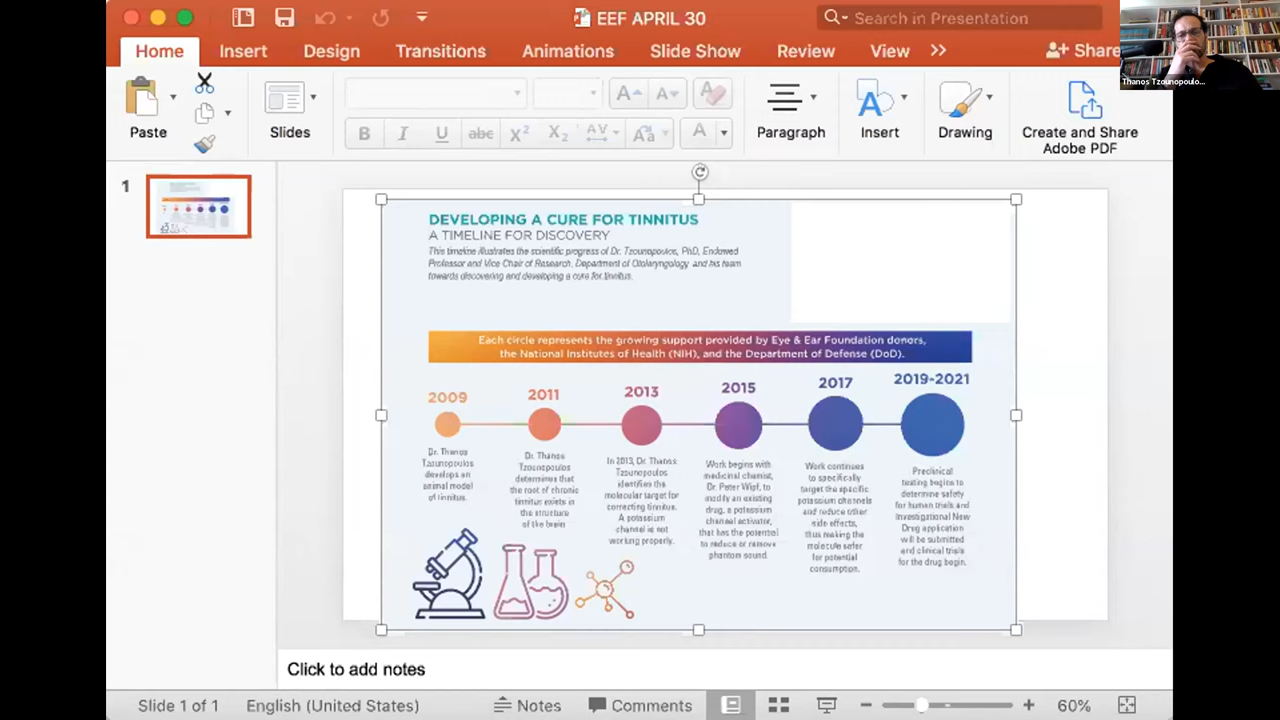 EEF APRIL 30
Search in Presentation
Home
Insert
Design
Transitions
Animations
Slide Show
Review
View
Share
Thanos Tzounopoulo...
Paste
Slides
B I U abc X² X₂ AV Aa A
Paragraph
Insert
Drawing
Create and Share
Adobe PDF
1
DEVELOPING A CURE FOR TINNITUS
A TIMELINE FOR DISCOVERY
This timeline illustrates the scientific progress of Dr. Tzounopoulos, PhD, Endowed
Professor and Vice Chair of Research, Department of Otolaryngology and his team
towards discovering and developing a cure for tinnitus.
Each circle represents the growing support provided by Eye & Ear Foundation donors,
the National Institutes of Health (NIH), and the Department of Defense (DoD).
2009
Dr. Thanos
Tzounopoulos
develops an
animal model
of tinnitus.
2011
Dr. Thanos
Tzounopoulos
determines that
the root of chronic
tinnitus exists in
the structure
of the brain
2013
In 2013, Dr. Thanos
Tzounopoulos
identifies the
molecular target for
correcting tinnitus.
A potassium
channel is not
working properly.
2015
Work begins with
medicinal chemist,
Dr. Peter Wipf, to
modify an existing
drug, a potassium
channel activator,
that has the potential
to reduce or remove
phantom sound.
2017
Work continues
to specifically
target the specific
potassium channels
and reduce other
side effects,
thus making the
molecule safer
for potential
consumption.
2019-2021
Preclinical
testing begins to
determine safety
for human trials and
Investigational New
Drug application
will be submitted
and clinical trials
for the drug begin.
Click to add notes
Slide 1 of 1
English (United States)
Notes
Comments
60%